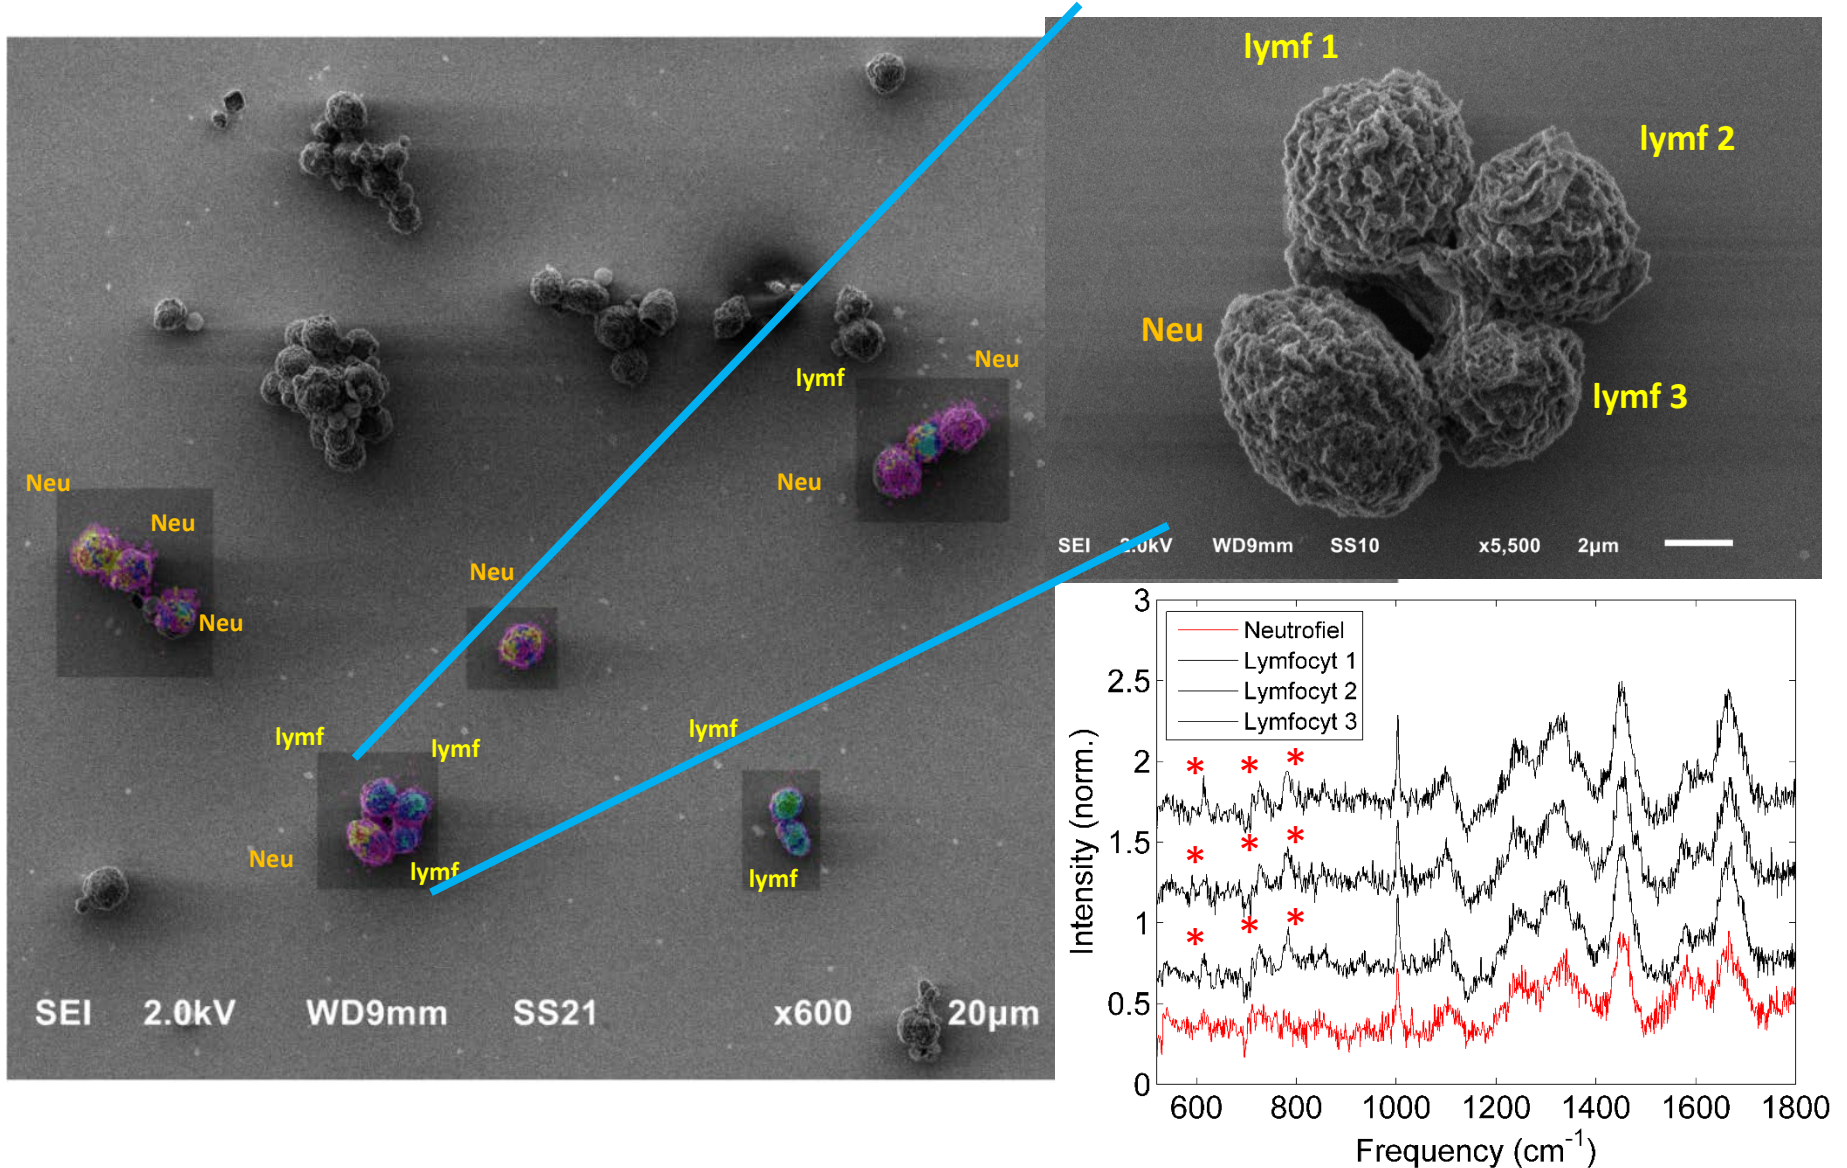 lymf 1
lymf 2
Neu
lymf 3
SEI 2.0kV WD9mm SS10 x5,500 2µm
Neu
lymf
Neu
Neu
Neu
Neu
Neu
lymf
lymf
lymf
Neu
lymf
lymf
SEI 2.0kV WD9mm SS21 x600 20µm
3
2.5
2
1.5
1
0.5
0
Intensity (norm.)
Neutrofiel
Lymfocyt 1
Lymfocyt 2
Lymfocyt 3
* * *
* * *
* * *
600 800 1000 1200 1400 1600 1800
Frequency (cm⁻¹)